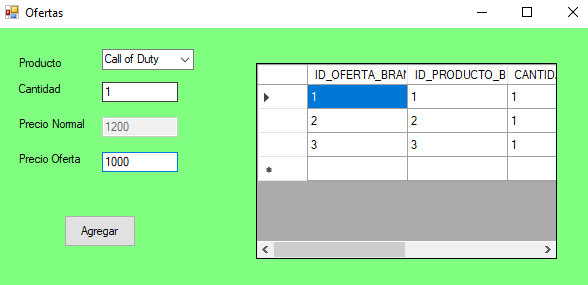 Ofertas
Producto Call of Duty
Cantidad 1
Precio Normal 1200
Precio Oferta 1000
Agregar
ID_OFERTA_BRAN ID_PRODUCTO_B CANTIDA
1 1 1
2 2 1
3 3 1